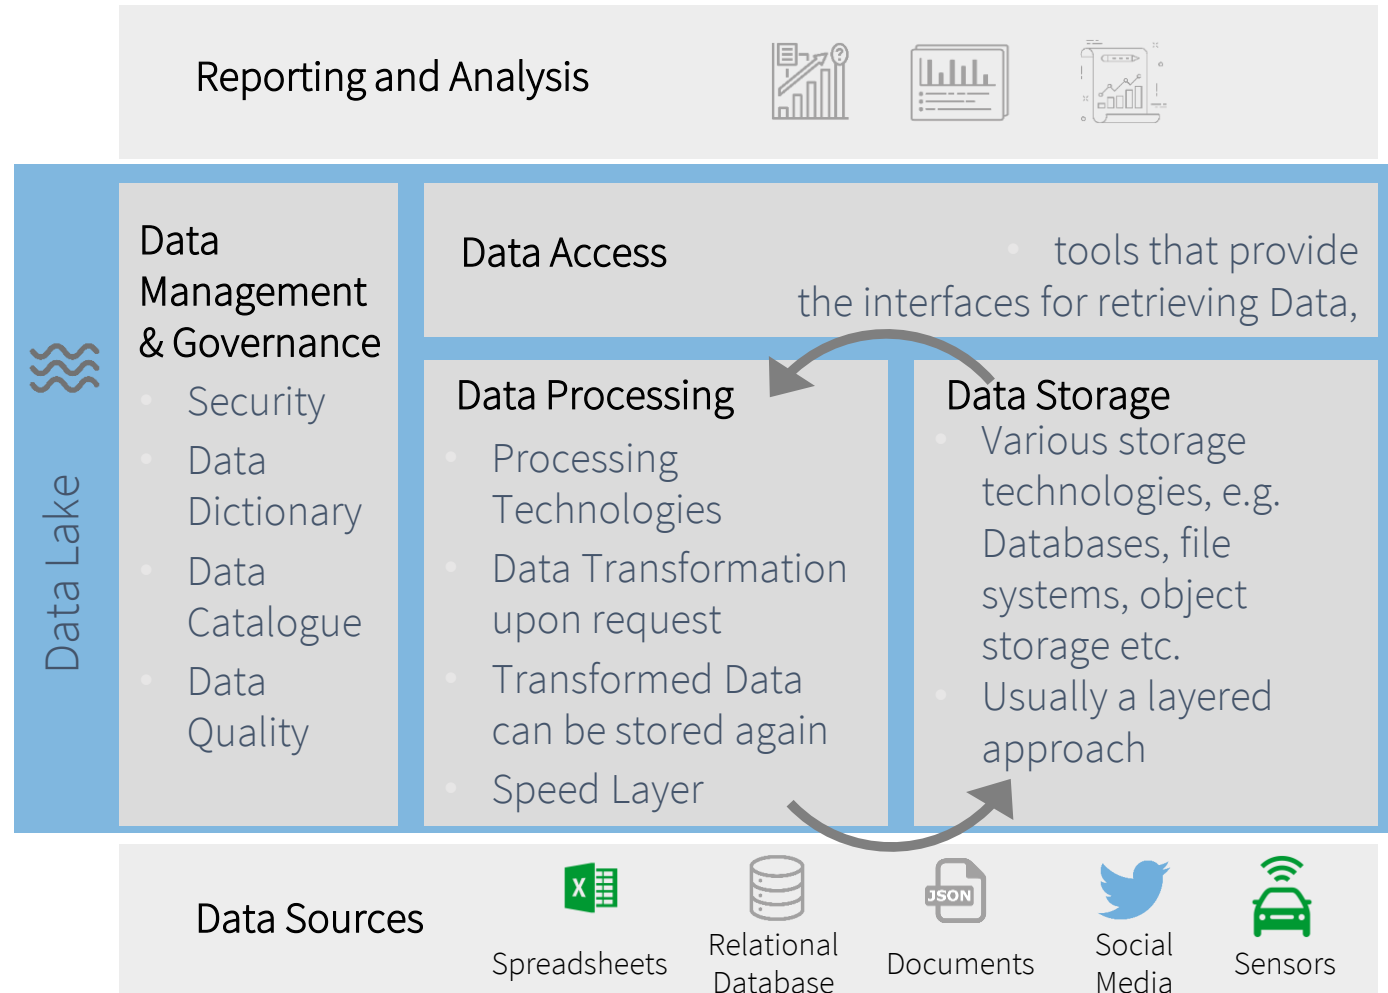 Reporting and Analysis
Data
Management
& Governance
Security
Data
Dictionary
Data
Catalogue
Data
Quality
Data Access
tools that provide
the interfaces for retrieving Data,
Data Processing
Processing
Technologies
Data Transformation
upon request
Transformed Data
can be stored again
Speed Layer
Data Storage
Various storage
technologies, e.g.
Databases, file
systems, object
storage etc.
Usually a layered
approach
Data Lake
Data Sources
X
Spreadsheets
Relational
Database
JSON
Documents
Social
Media
Sensors